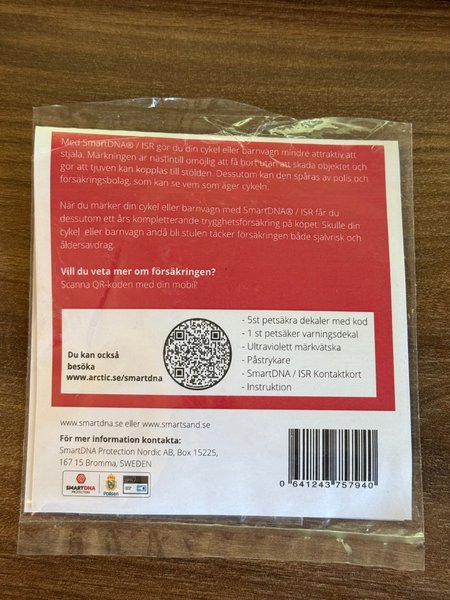 Med SmartDNA® / ISR gör du din cykel eller barnvagn mindre attraktiv att
stjäla. Märkningen är nästintill omöjlig att få bort utan att skada objektet och
gör att tjuven kan kopplas till stölden. Dessutom kan den spåras av polis och
försäkringsbolag, som kan se vem som äger cykeln.
När du märker din cykel eller barnvagn med SmartDNA® / ISR får du
dessutom ett års kompletterande trygghetsförsäkring på köpet. Skulle din
cykel eller barnvagn ändå bli stulen täcker försäkringen både självrisk och
åldersavdrag.
Vill du veta mer om försäkringen?
Scanna QR-koden med din mobil!
Du kan också
besöka
www.arctic.se/smartdna
- 5st petsäkra dekaler med kod
- 1 st petsäker varningsdekal
- Ultraviolett märkvätska
- Påstrykare
- SmartDNA / ISR Kontaktkort
- Instruktion
www.smartdna.se eller www.smartsand.se
För mer information kontakta:
SmartDNA Protection Nordic AB, Box 15225,
167 15 Bromma, SWEDEN
SMARTDNA
PROTECTION
Polisen
0 641243 757940